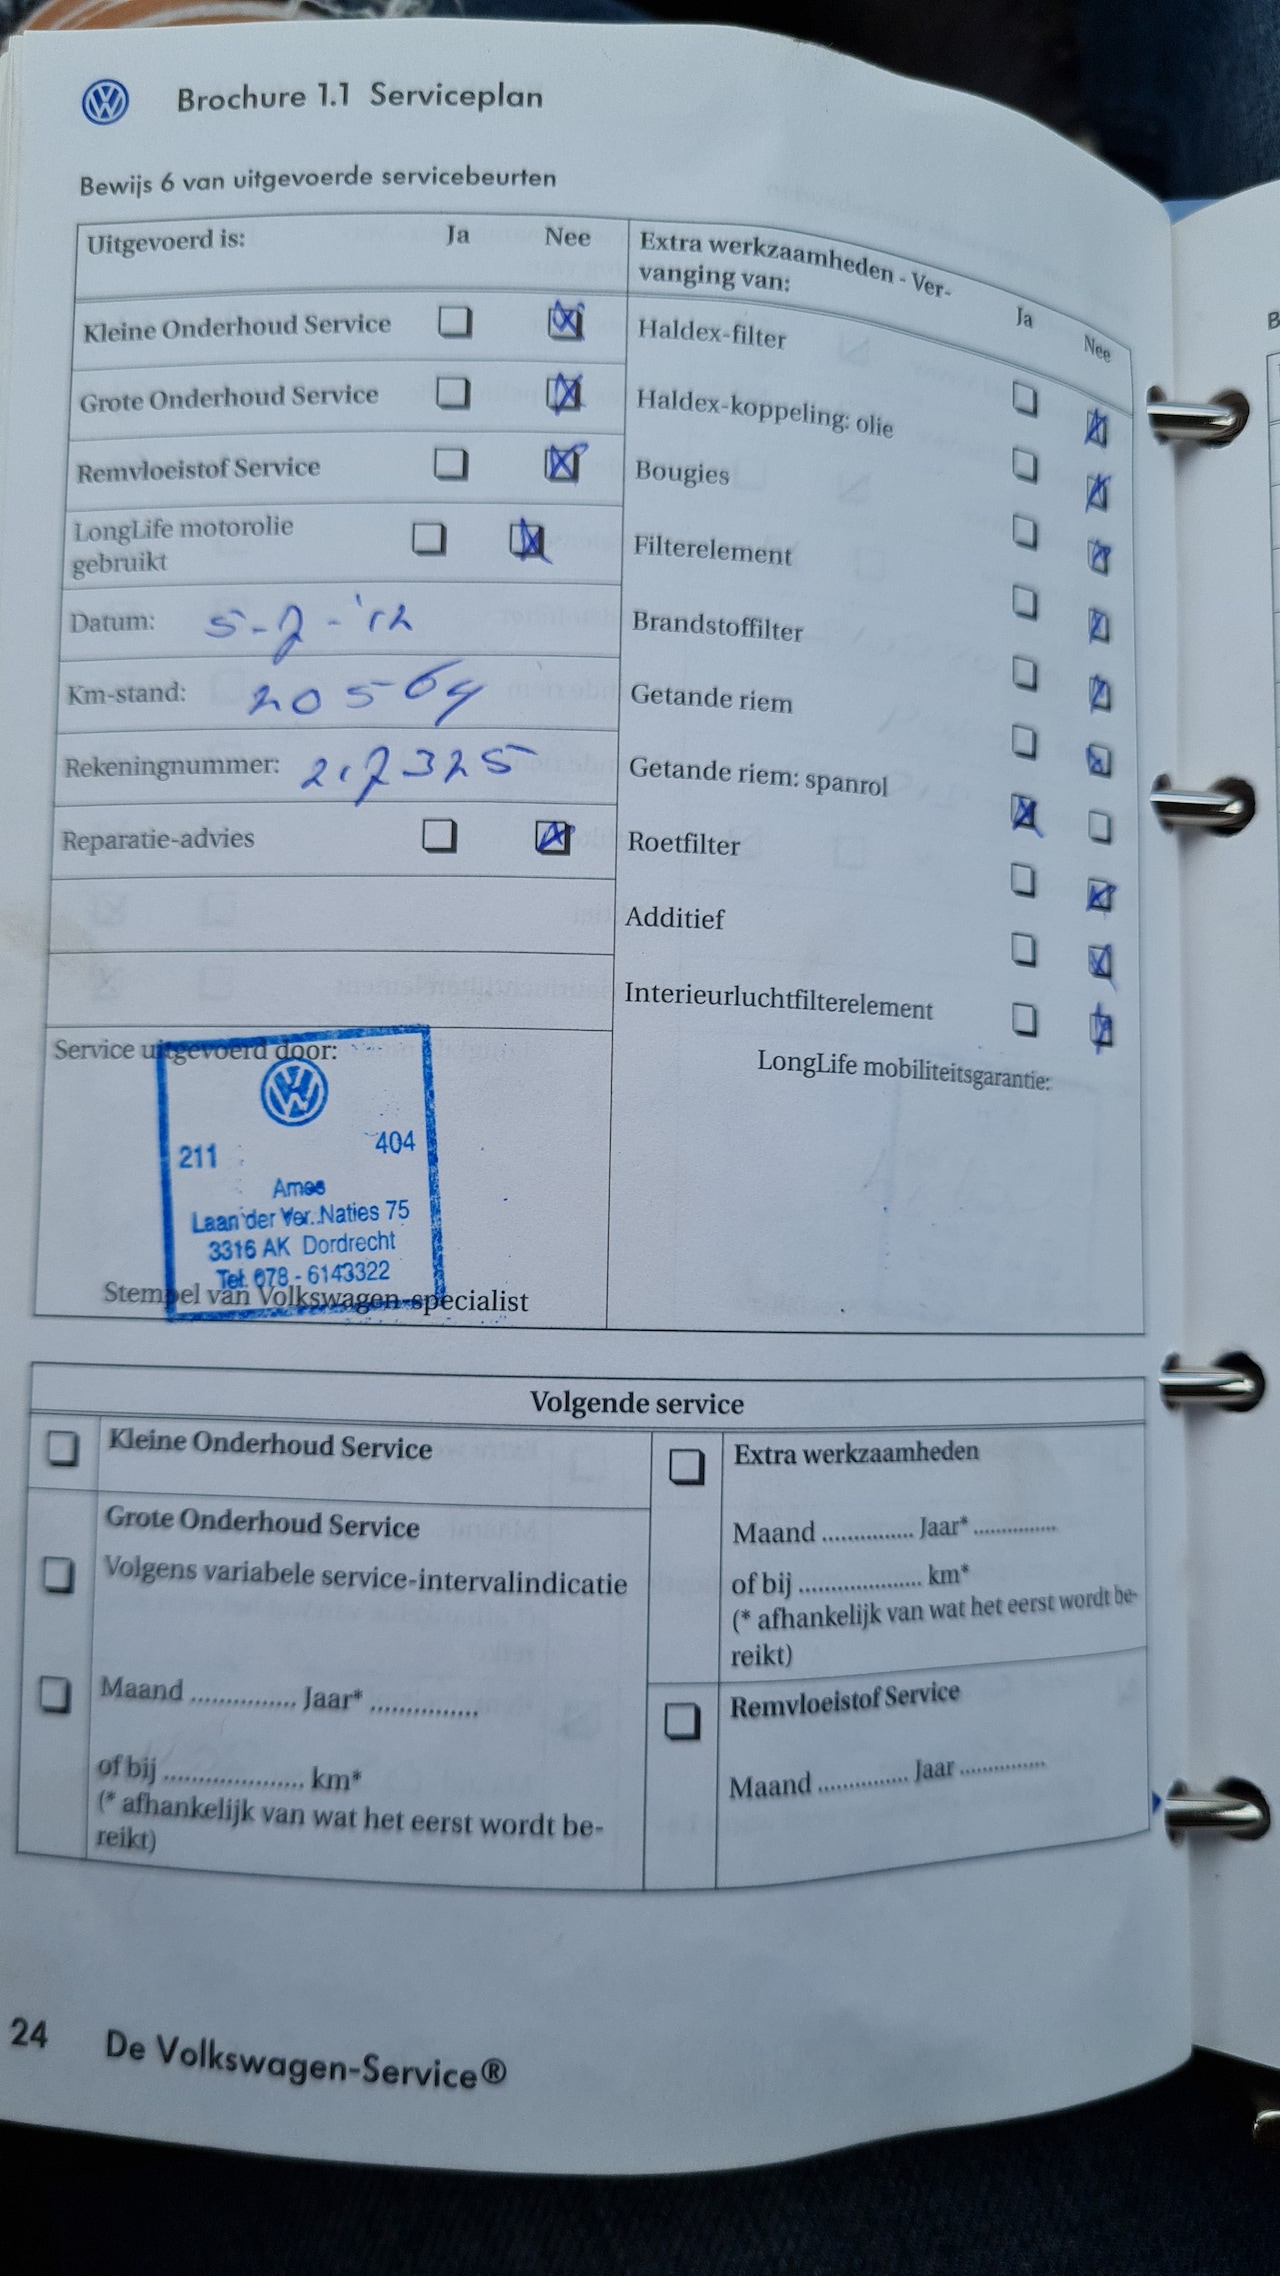 Brochure 1.1 Serviceplan
Bewijs 6 van uitgevoerde servicebeurten
Uitgevoerd is: Ja Nee
Kleine Onderhoud Service
Grote Onderhoud Service
Remvloeistof Service
LongLife motorolie
gebruikt
Datum: 5-7-'12
Km-stand: 20564
Rekeningnummer: 217325
Reparatie-advies
Service uitgevoerd door:
211 404
Ames
Laan der Ver. Naties 75
3316 AK Dordrecht
Tel. 078 - 6143322
Stempel van Volkswagen-specialist
Extra werkzaamheden - Ver-
vanging van:
Ja Nee
Haldex-filter
Haldex-koppeling: olie
Bougies
Filterelement
Brandstoffilter
Getande riem
Getande riem: spanrol
Roetfilter
Additief
Interieurluchtfilterelement
LongLife mobiliteitsgarantie:
Volgende service
Kleine Onderhoud Service
Grote Onderhoud Service
Volgens variabele service-intervalindicatie
Maand ............... Jaar* ...............
of bij .................... km*
(* afhankelijk van wat het eerst wordt be-
reikt)
Extra werkzaamheden
Maand ............... Jaar* ...............
of bij .................... km*
(* afhankelijk van wat het eerst wordt be-
reikt)
Remvloeistof Service
Maand ............... Jaar ...............
24 De Volkswagen-Service®